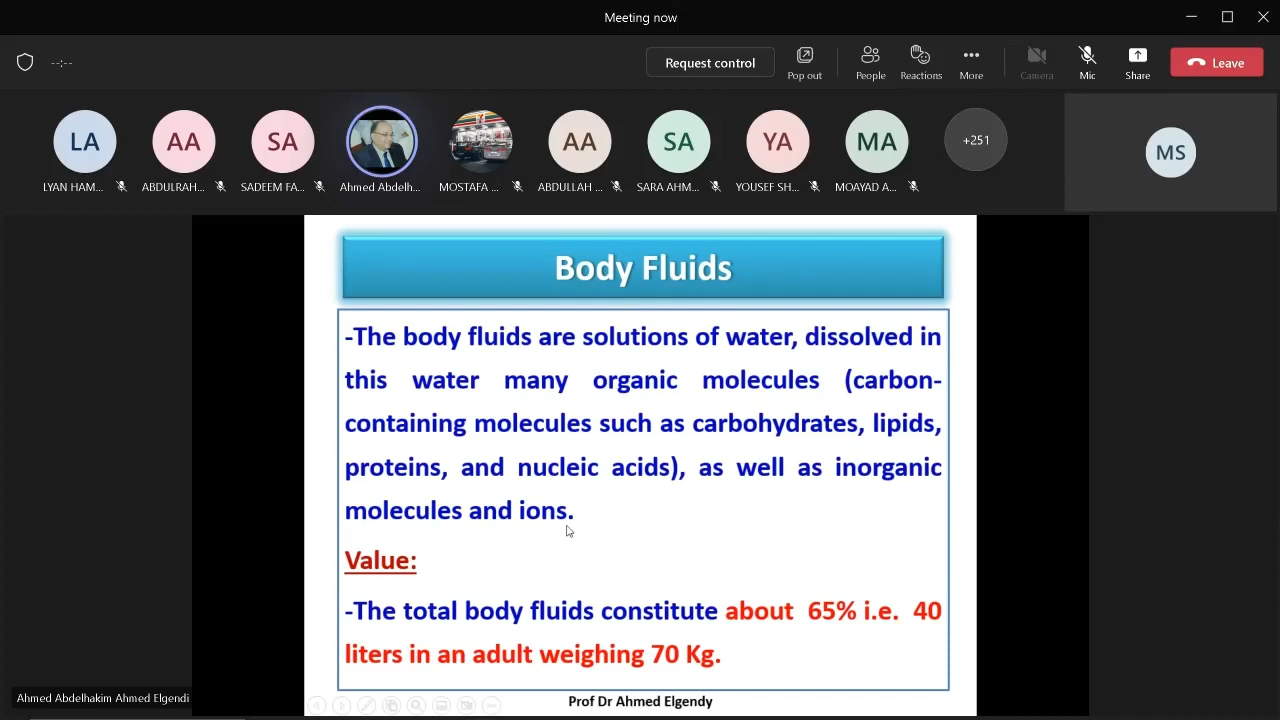 Meeting now
--:--
Request control
Pop out
People
Reactions
More
Camera
Mic
Share
Leave
LA
AA
SA
AA
SA
YA
MA
+251
MS
LYAN HAM...
ABDULRAH...
SADEEM FA...
Ahmed Abdelh...
MOSTAFA ...
ABDULLAH ...
SARA AHM...
YOUSEF SH...
MOAYAD A...
Body Fluids
-The body fluids are solutions of water, dissolved in
this water many organic molecules (carbon-
containing molecules such as carbohydrates, lipids,
proteins, and nucleic acids), as well as inorganic
molecules and ions.
Value:
-The total body fluids constitute about 65% i.e. 40
liters in an adult weighing 70 Kg.
Ahmed Abdelhakim Ahmed Elgendi
Prof Dr Ahmed Elgendy